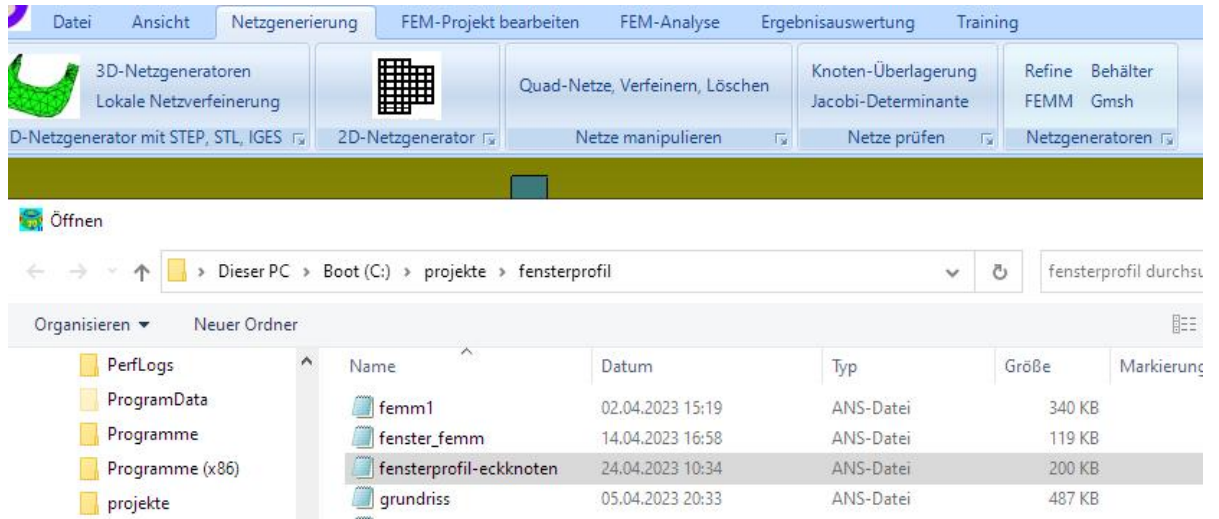 Datei Ansicht Netzgenerierung FEM-Projekt bearbeiten FEM-Analyse Ergebnisauswertung Training
3D-Netzgeneratoren
Lokale Netzverfeinerung
D-Netzgenerator mit STEP, STL, IGES
2D-Netzgenerator
Quad-Netze, Verfeinern, Löschen
Netze manipulieren
Knoten-Überlagerung
Jacobi-Determinante
Netze prüfen
Refine Behälter
FEMM Gmsh
Netzgeneratoren
Öffnen
Dieser PC > Boot (C:) > projekte > fensterprofil
fensterprofil durchsu
Organisieren Neuer Ordner
PerfLogs
ProgramData
Programme
Programme (x86)
projekte
Name Datum Typ Größe Markierung
femm1 02.04.2023 15:19 ANS-Datei 340 KB
fenster_femm 14.04.2023 16:58 ANS-Datei 119 KB
fensterprofil-eckknoten 24.04.2023 10:34 ANS-Datei 200 KB
grundriss 05.04.2023 20:33 ANS-Datei 487 KB